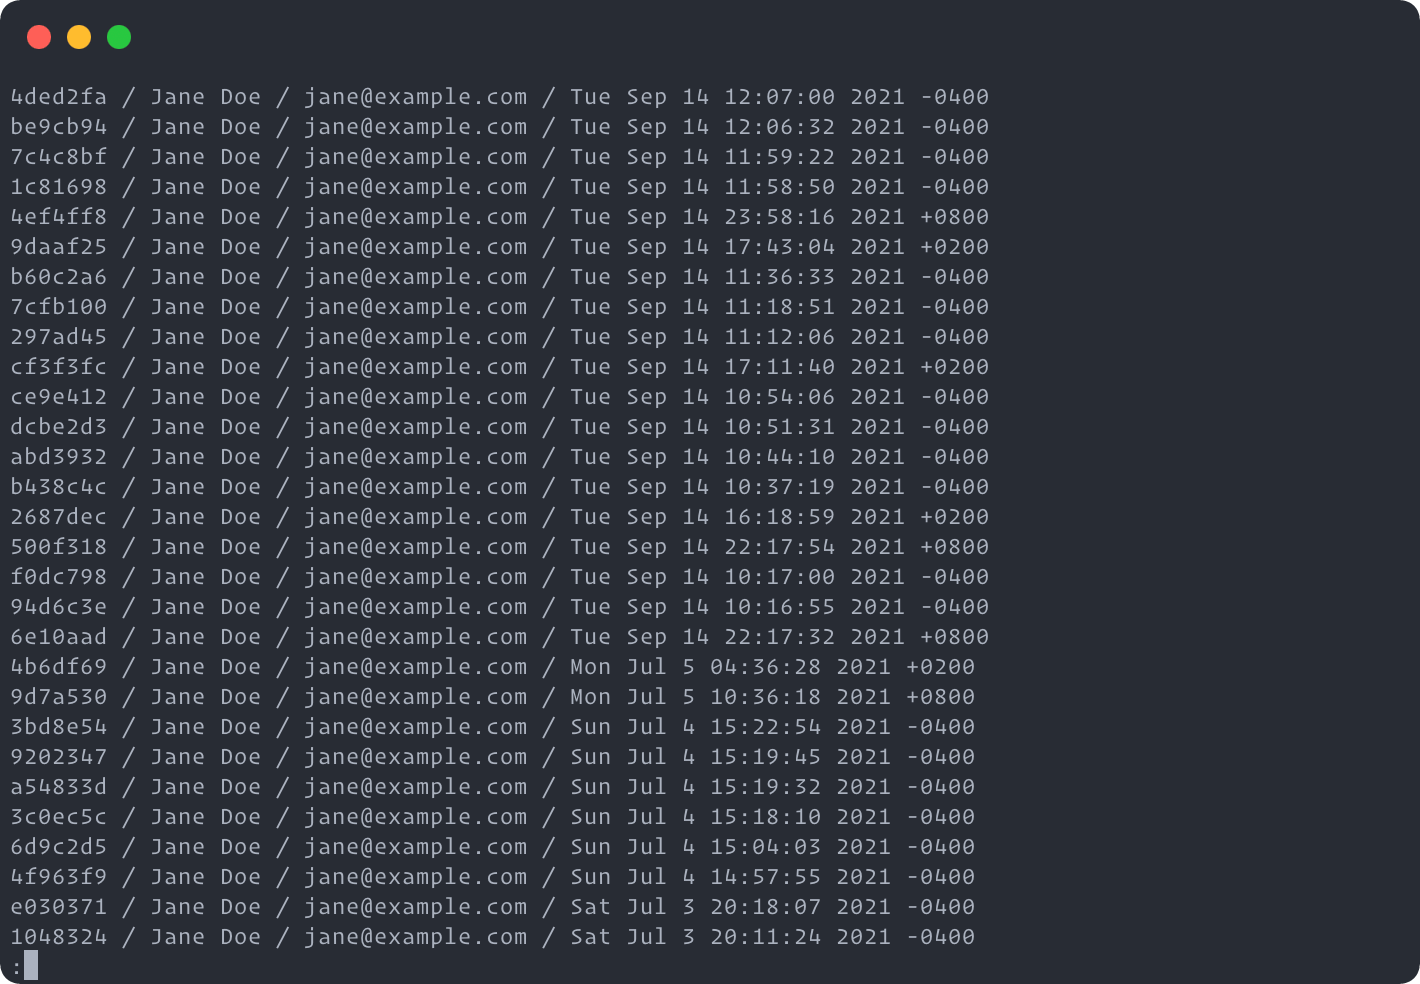 4ded2fa / Jane Doe / jane@example.com / Tue Sep 14 12:07:00 2021 -0400
be9cb94 / Jane Doe / jane@example.com / Tue Sep 14 12:06:32 2021 -0400
7c4c8bf / Jane Doe / jane@example.com / Tue Sep 14 11:59:22 2021 -0400
1c81698 / Jane Doe / jane@example.com / Tue Sep 14 11:58:50 2021 -0400
4ef4ff8 / Jane Doe / jane@example.com / Tue Sep 14 23:58:16 2021 +0800
9daaf25 / Jane Doe / jane@example.com / Tue Sep 14 17:43:04 2021 +0200
b60c2a6 / Jane Doe / jane@example.com / Tue Sep 14 11:36:33 2021 -0400
7cfb100 / Jane Doe / jane@example.com / Tue Sep 14 11:18:51 2021 -0400
297ad45 / Jane Doe / jane@example.com / Tue Sep 14 11:12:06 2021 -0400
cf3f3fc / Jane Doe / jane@example.com / Tue Sep 14 17:11:40 2021 +0200
ce9e412 / Jane Doe / jane@example.com / Tue Sep 14 10:54:06 2021 -0400
dcbe2d3 / Jane Doe / jane@example.com / Tue Sep 14 10:51:31 2021 -0400
abd3932 / Jane Doe / jane@example.com / Tue Sep 14 10:44:10 2021 -0400
b438c4c / Jane Doe / jane@example.com / Tue Sep 14 10:37:19 2021 -0400
2687dec / Jane Doe / jane@example.com / Tue Sep 14 16:18:59 2021 +0200
500f318 / Jane Doe / jane@example.com / Tue Sep 14 22:17:54 2021 +0800
f0dc798 / Jane Doe / jane@example.com / Tue Sep 14 10:17:00 2021 -0400
94d6c3e / Jane Doe / jane@example.com / Tue Sep 14 10:16:55 2021 -0400
6e10aad / Jane Doe / jane@example.com / Tue Sep 14 22:17:32 2021 +0800
4b6df69 / Jane Doe / jane@example.com / Mon Jul 5 04:36:28 2021 +0200
9d7a530 / Jane Doe / jane@example.com / Mon Jul 5 10:36:18 2021 +0800
3bd8e54 / Jane Doe / jane@example.com / Sun Jul 4 15:22:54 2021 -0400
9202347 / Jane Doe / jane@example.com / Sun Jul 4 15:19:45 2021 -0400
a54833d / Jane Doe / jane@example.com / Sun Jul 4 15:19:32 2021 -0400
3c0ec5c / Jane Doe / jane@example.com / Sun Jul 4 15:18:10 2021 -0400
6d9c2d5 / Jane Doe / jane@example.com / Sun Jul 4 15:04:03 2021 -0400
4f963f9 / Jane Doe / jane@example.com / Sun Jul 4 14:57:55 2021 -0400
e030371 / Jane Doe / jane@example.com / Sat Jul 3 20:18:07 2021 -0400
1048324 / Jane Doe / jane@example.com / Sat Jul 3 20:11:24 2021 -0400
: